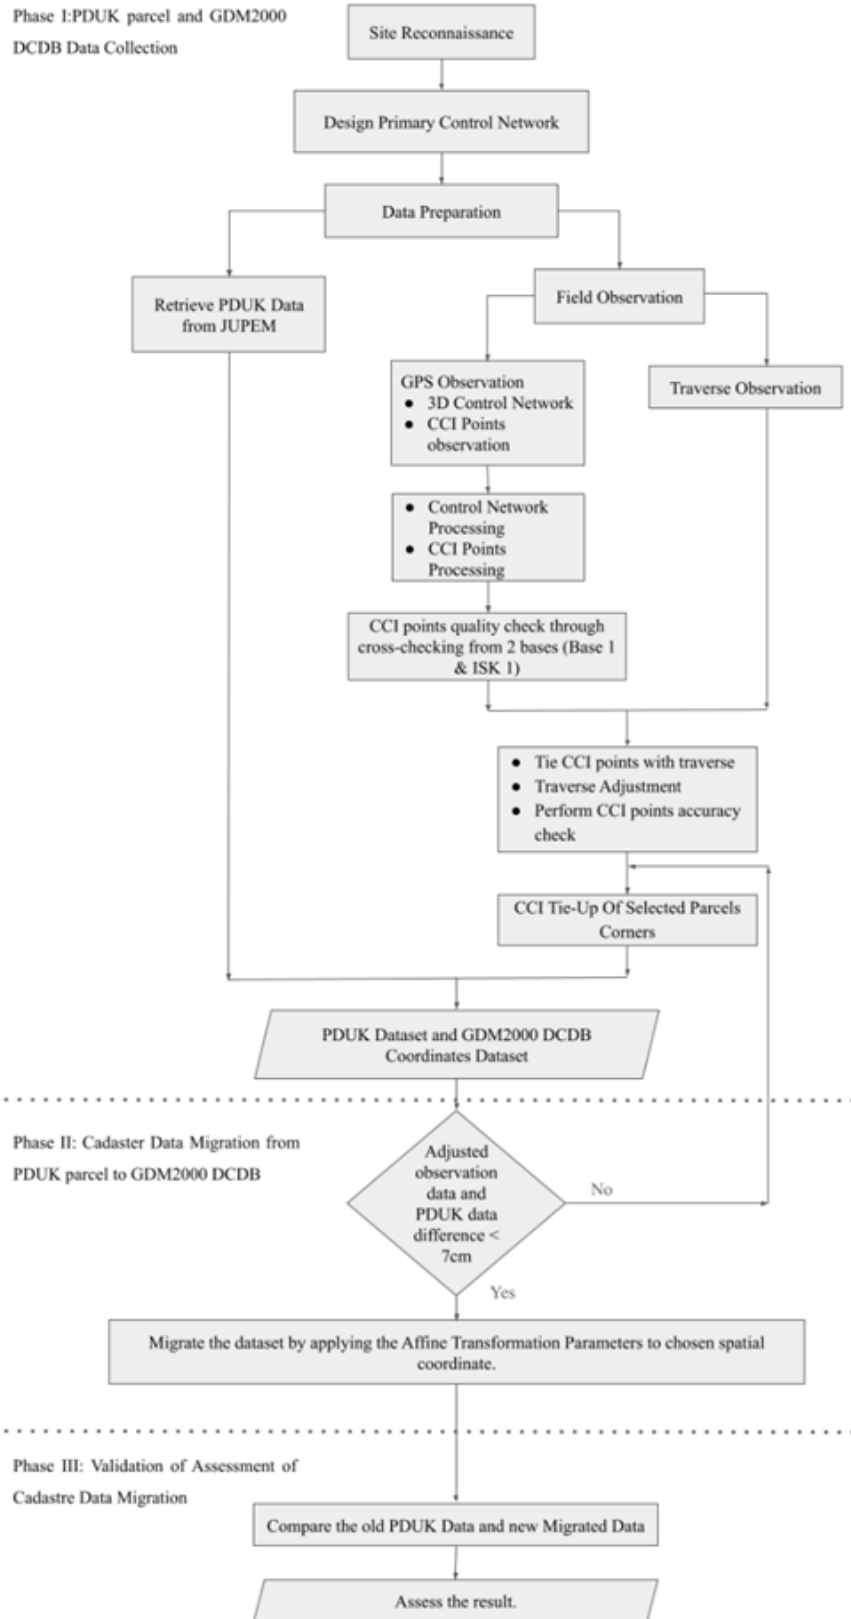 Phase I:PDUK parcel and GDM2000
DCDB Data Collection
Site Reconnaissance
Design Primary Control Network
Data Preparation
Retrieve PDUK Data
from JUPEM
Field Observation
GPS Observation
● 3D Control Network
● CCI Points
observation
Traverse Observation
● Control Network
Processing
● CCI Points
Processing
CCI points quality check through
cross-checking from 2 bases (Base 1
& ISK 1)
● Tie CCI points with traverse
● Traverse Adjustment
● Perform CCI points accuracy
check
CCI Tie-Up Of Selected Parcels
Corners
PDUK Dataset and GDM2000 DCDB
Coordinates Dataset
Phase II: Cadaster Data Migration from
PDUK parcel to GDM2000 DCDB
Adjusted
observation
data and
PDUK data
difference <
7cm
No
Yes
Migrate the dataset by applying the Affine Transformation Parameters to chosen spatial
coordinate.
Phase III: Validation of Assessment of
Cadastre Data Migration
Compare the old PDUK Data and new Migrated Data
Assess the result.